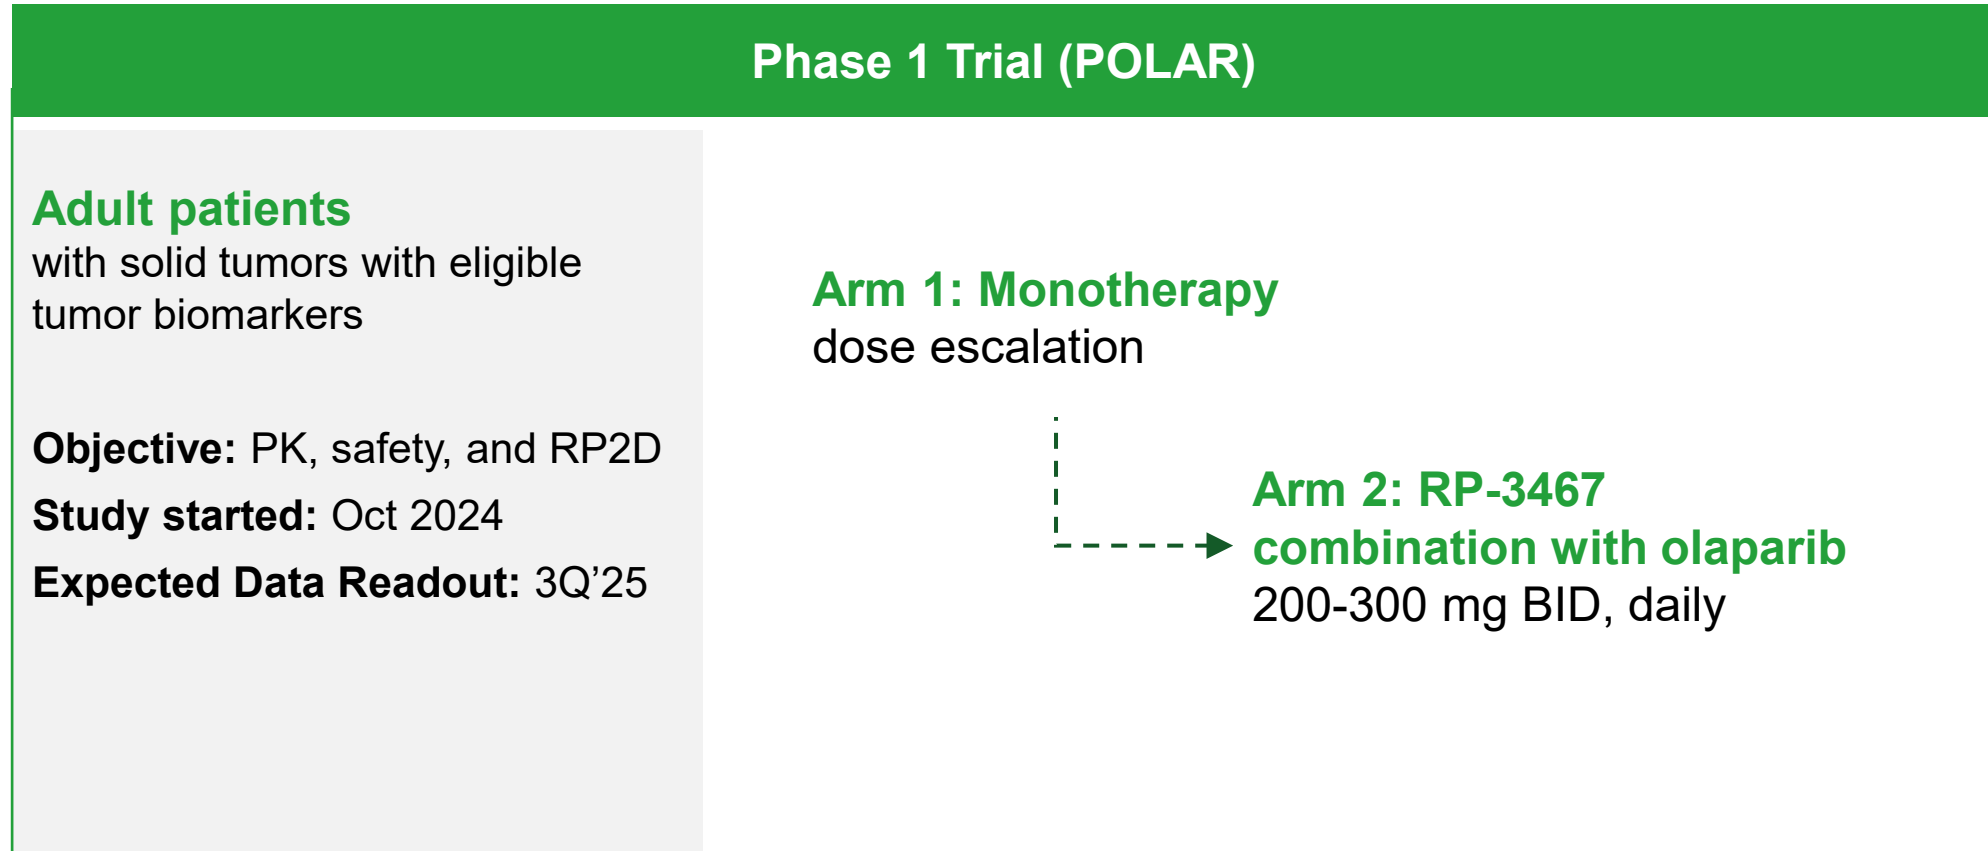 Phase 1 Trial (POLAR)
Adult patients
with solid tumors with eligible
tumor biomarkers
Objective: PK, safety, and RP2D
Study started: Oct 2024
Expected Data Readout: 3Q’25
Arm 1: Monotherapy
dose escalation
Arm 2: RP-3467
combination with olaparib
200-300 mg BID, daily